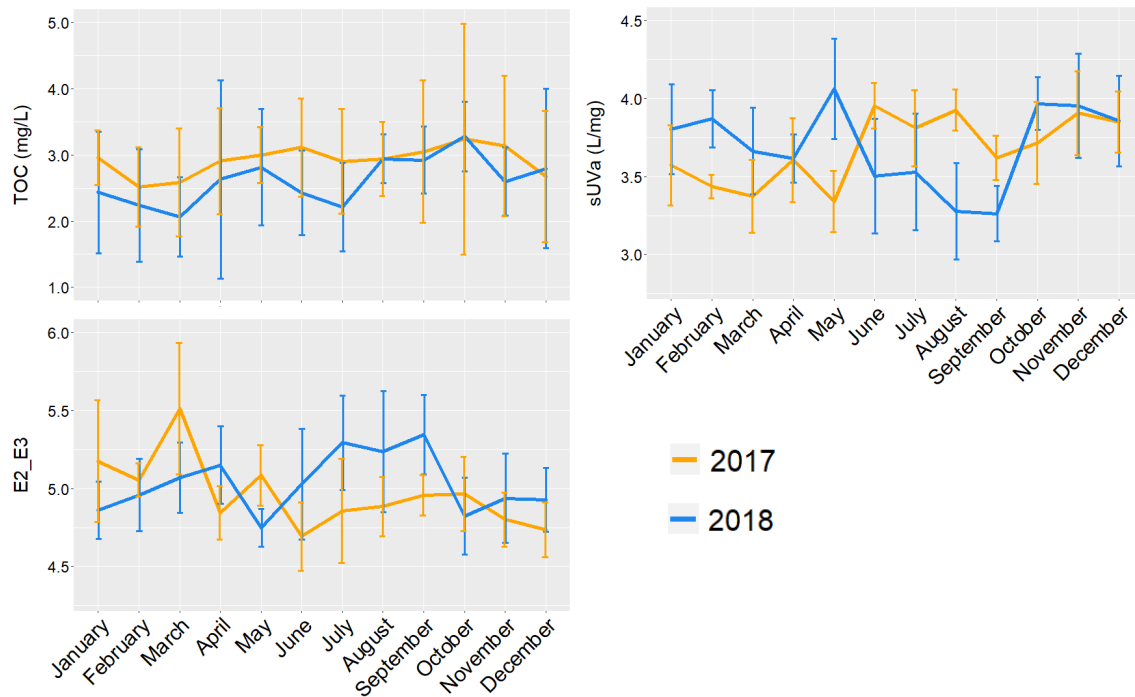 TOC (mg/L)
5.0
4.0
3.0
2.0
1.0
sUVa (L/mg)
4.5
4.0
3.5
3.0
January
February
March
April
May
June
July
August
September
October
November
December
E2_E3
6.0
5.5
5.0
4.5
January
February
March
April
May
June
July
August
September
October
November
December
2017
2018